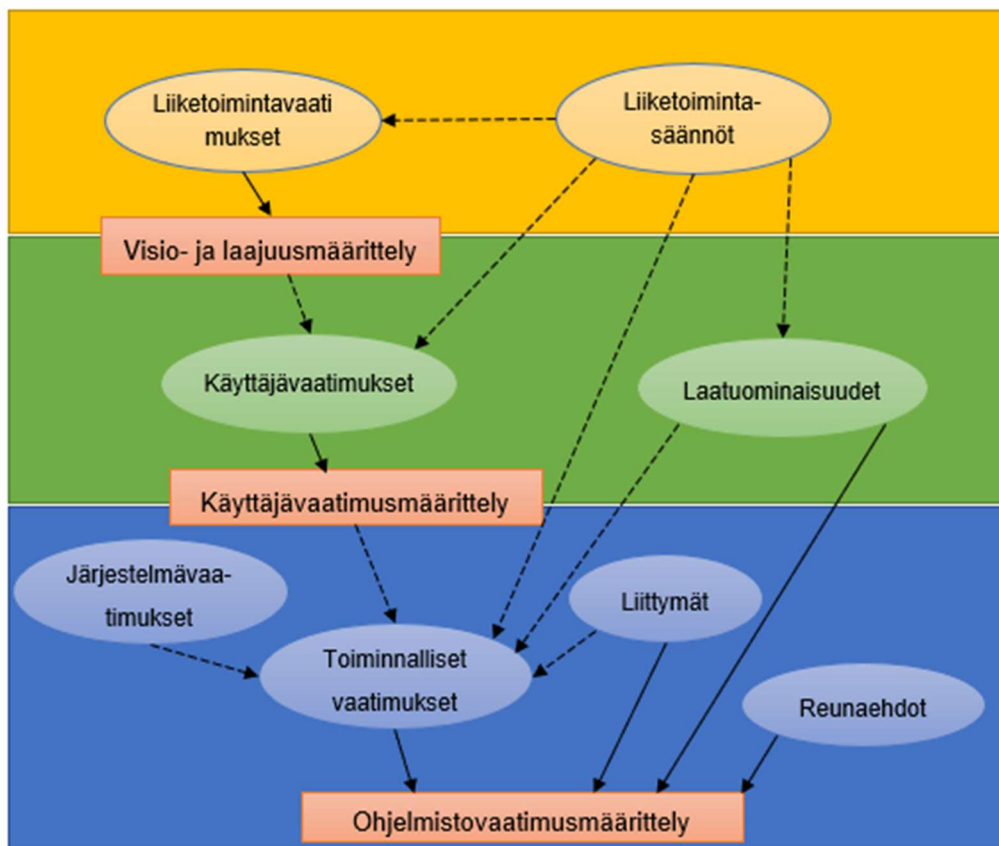 Liiketoimintavaati
mukset
Liiketoiminta-
säännöt
Visio- ja laajuusmäärittely
Käyttäjävaatimukset
Laatuominaisuudet
Käyttäjävaatimusmäärittely
Järjestelmävaa-
timukset
Liittymät
Toiminnalliset
vaatimukset
Reunaehdot
Ohjelmistovaatimusmäärittely